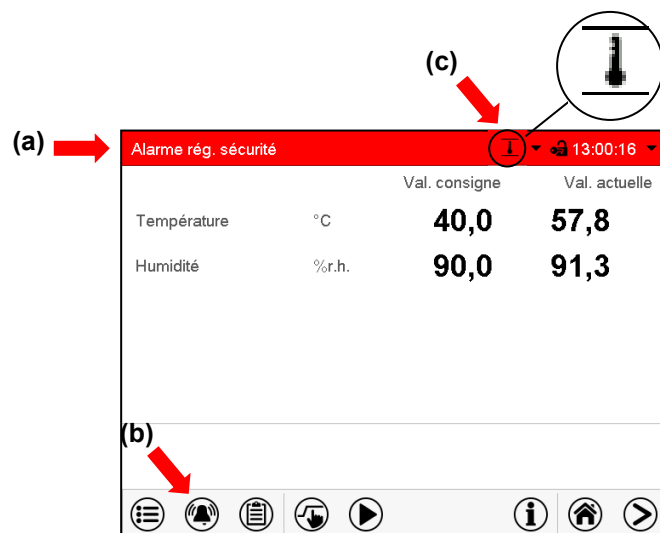 (c)
(a)
Alarme rég. sécurité 13:00:16
Val. consigne Val. actuelle
Température °C 40,0 57,8
Humidité %r.h. 90,0 91,3
(b)